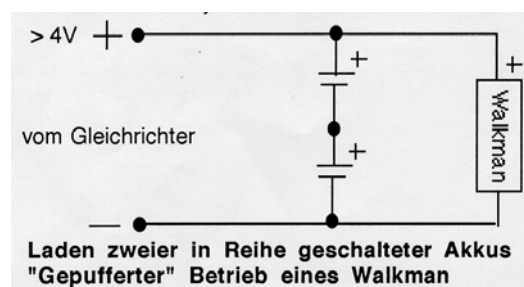 > 4V +
+
Walkman
vom Gleichrichter
+
+
—
Laden zweier in Reihe geschalteter Akkus
"Gepufferter" Betrieb eines Walkman